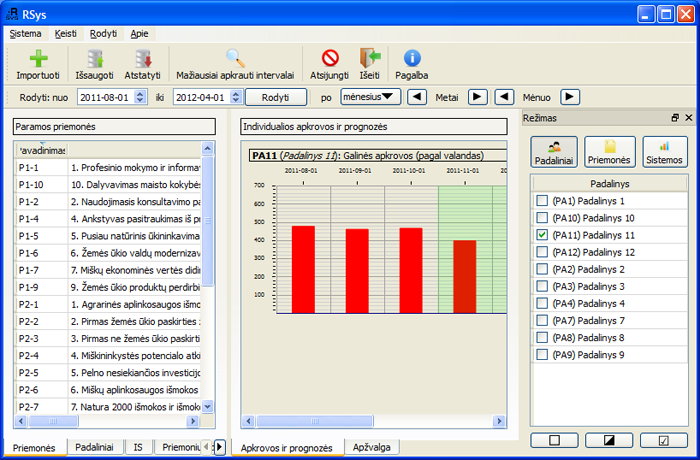 RSys
Sistema Keisti Rodyti Apie
Importuoti Išsaugoti Atstatyti Mažiausiai apkrauti intervalai Atsijungti Išeiti Pagalba
Rodyti: nuo 2011-08-01 iki 2012-04-01 Rodyti po mėnesius Metai Mėnuo
Paramos priemonės
avadinimas
P1-1 1. Profesinio mokymo ir informa
P1-10 10. Dalyvavimas maisto kokybės
P1-2 2. Naudojimasis konsultavimo pa
P1-4 4. Ankstyvas pasitraukimas iš pr
P1-5 5. Pusiau natūrinis ūkininkavima
P1-6 6. Žemės ūkio valdų modernizav
P1-7 7. Miškų ekonominės vertės didi
P1-9 9. Žemės ūkio produktų perdirbi
P2-1 1. Agrarinės aplinkosaugos išmo
P2-2 2. Pirmas žemės ūkio paskirties
P2-3 3. Pirmas ne žemės ūkio paskirti
P2-4 4. Miškininkystės potencialo atki
P2-5 5. Pelno nesiekiančios investicijo
P2-6 6. Miškų aplinkosaugos išmokos
P2-7 7. Natura 2000 išmokos ir išmok
Priemonės Padaliniai IS Priemonių
Individualios apkrovos ir prognozės
PA11 (Padalinys 11): Galinės apkrovos (pagal valandas)
2011-08-01 2011-09-01 2011-10-01 2011-11-01 20
700
600
500
400
300
200
100
Apkrovos ir prognozės Apžvalga
Režimas
Padaliniai Priemonės Sistemos
Padalinys
(PA1) Padalinys 1
(PA10) Padalinys 10
(PA11) Padalinys 11
(PA12) Padalinys 12
(PA2) Padalinys 2
(PA3) Padalinys 3
(PA4) Padalinys 4
(PA7) Padalinys 7
(PA8) Padalinys 8
(PA9) Padalinys 9